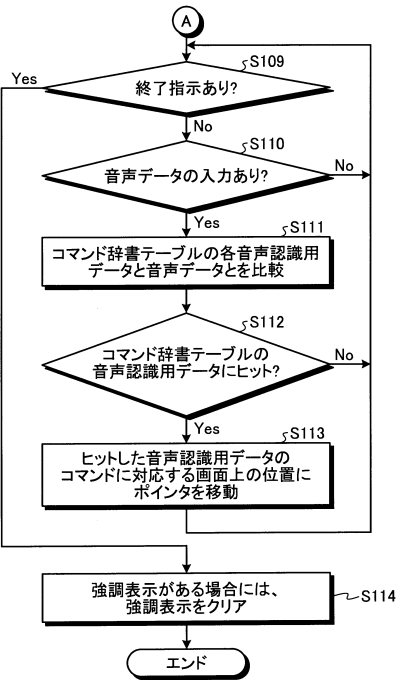 A
S109
終了指示あり?
Yes
No
S110
音声データの入力あり?
No
Yes
S111
コマンド辞書テーブルの各音声認識用
データと音声データとを比較
S112
コマンド辞書テーブルの
音声認識用データにヒット?
No
Yes
S113
ヒットした音声認識用データの
コマンドに対応する画面上の位置に
ポインタを移動
強調表示がある場合には、
強調表示をクリア
S114
エンド